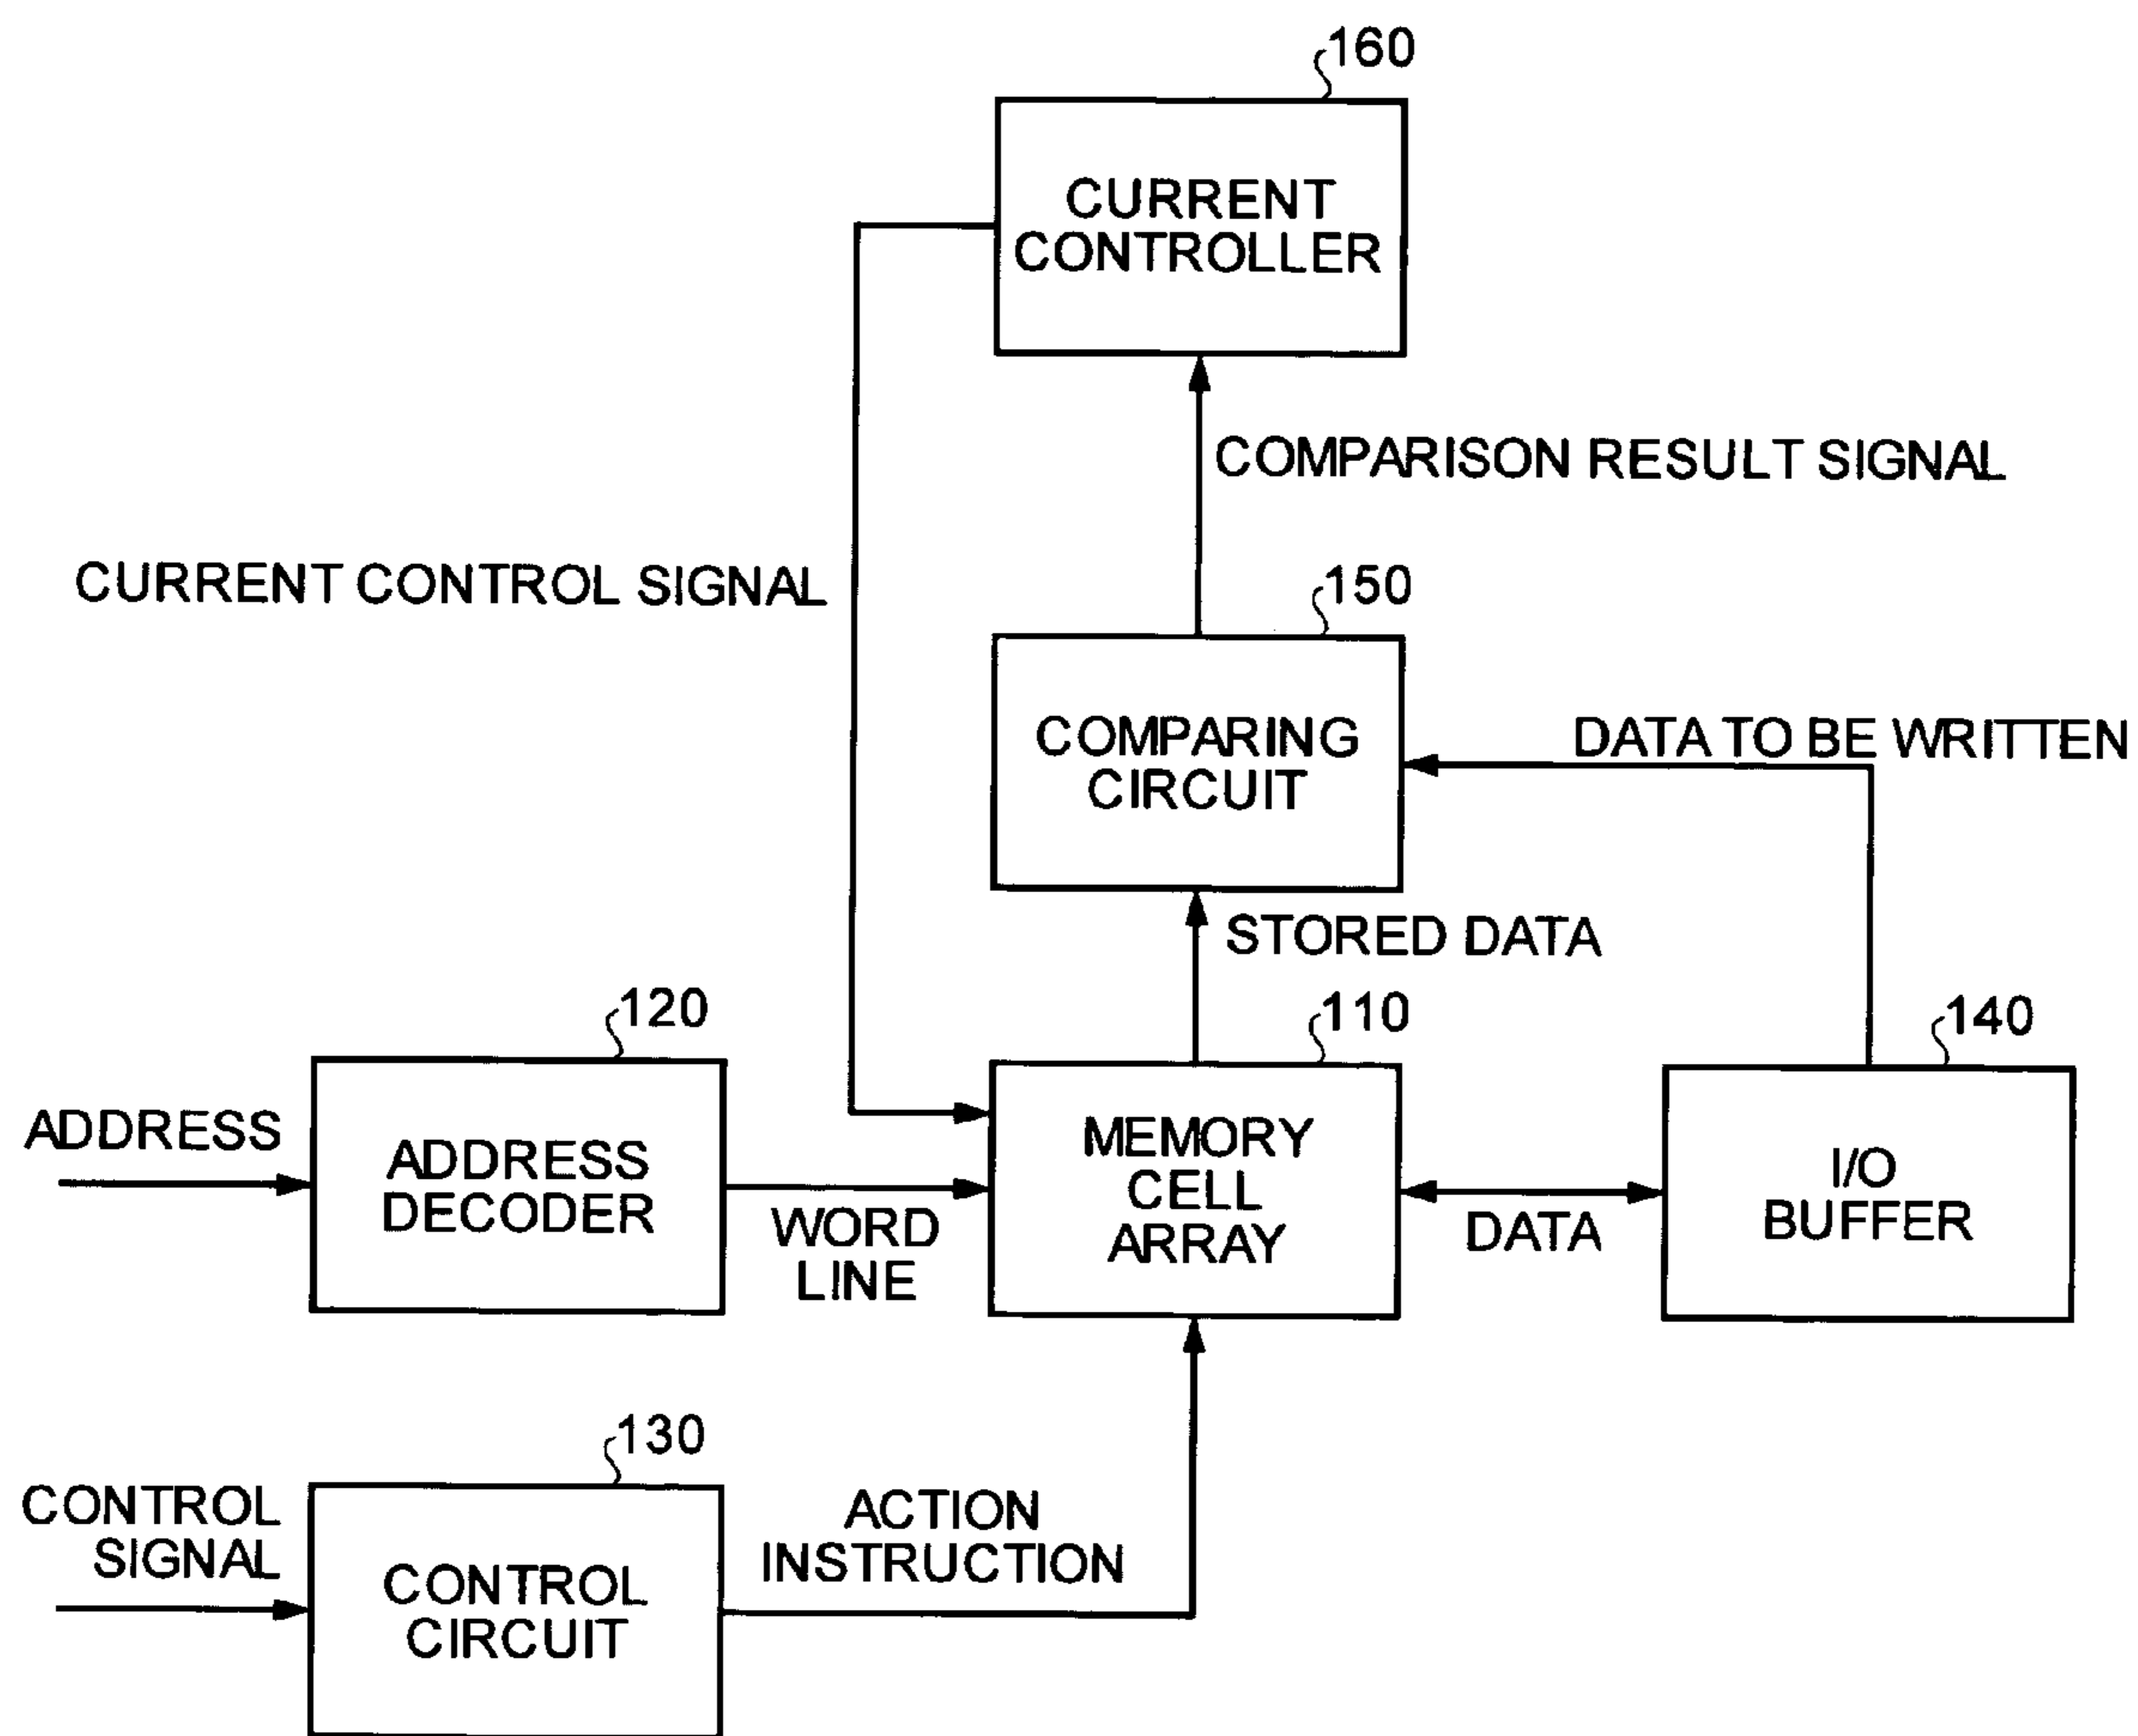 160
CURRENT
CONTROLLER
COMPARISON RESULT SIGNAL
CURRENT CONTROL SIGNAL
150
COMPARING
CIRCUIT
DATA TO BE WRITTEN
STORED DATA
120
110
140
ADDRESS
ADDRESS
DECODER
WORD
LINE
MEMORY
CELL
ARRAY
DATA
I/O
BUFFER
130
CONTROL
SIGNAL
CONTROL
CIRCUIT
ACTION
INSTRUCTION